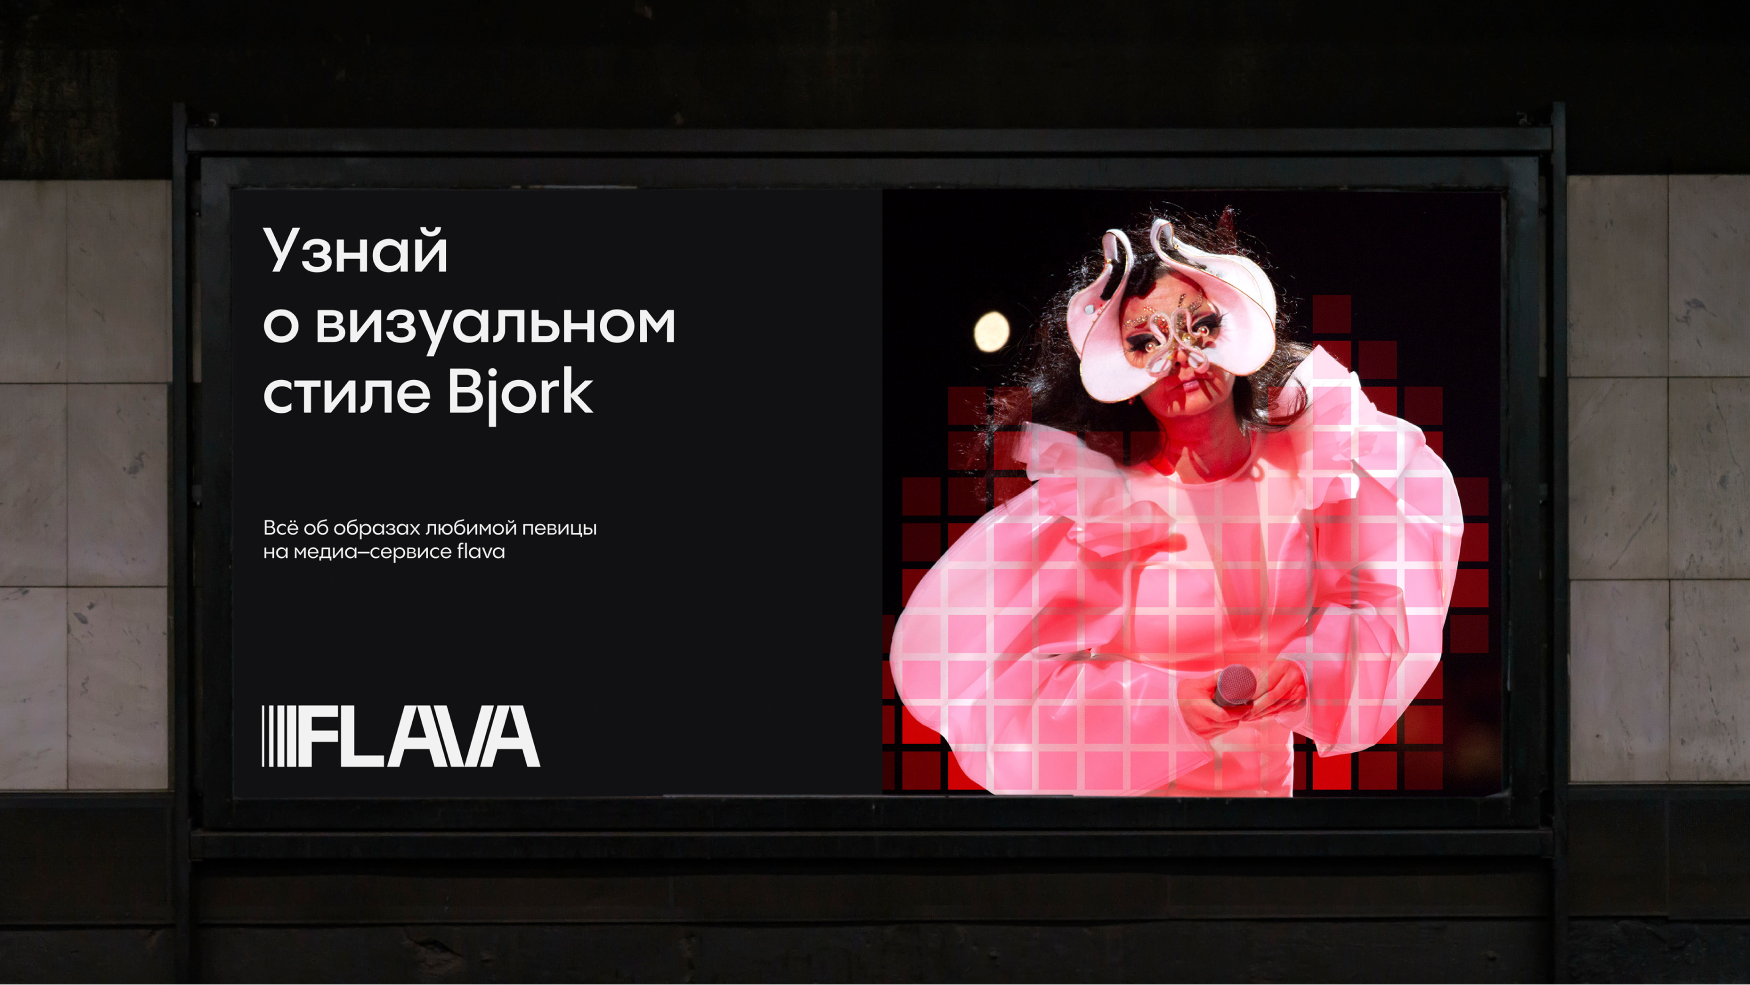 Узнай
о визуальном
стиле Bjork
Всё об образах любимой певицы
на медиа–сервисе flava
FLAVA